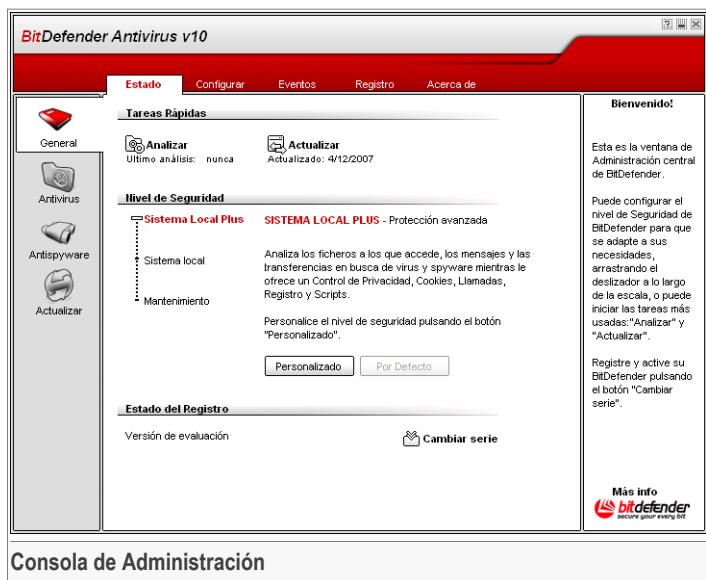 BitDefender Antivirus v10
Estado Configurar Eventos Registro Acerca de
General
Antivirus
Antispyware
Actualizar
Tareas Rápidas
Analizar
Ultimo análisis: nunca
Actualizar
Actualizado: 4/12/2007
Nivel de Seguridad
Sistema Local Plus
Sistema local
Mantenimiento
SISTEMA LOCAL PLUS - Protección avanzada
Analiza los ficheros a los que accede, los mensajes y las
transferencias en busca de virus y spyware mientras le
ofrece un Control de Privacidad, Cookies, Llamadas,
Registro y Scripts.
Personalice el nivel de seguridad pulsando el botón
"Personalizado".
Personalizado Por Defecto
Estado del Registro
Versión de evaluación
Cambiar serie
Bienvenido!
Esta es la ventana de
Administración central
de BitDefender.
Puede configurar el
nivel de Seguridad de
BitDefender para que
se adapte a sus
necesidades,
arrastrando el
deslizador a lo largo
de la escala, o puede
iniciar las tareas más
usadas:"Analizar" y
"Actualizar".
Registre y active su
BitDefender pulsando
el botón "Cambiar
serie".
Más info
bitdefender
secure your every bit
Consola de Administración